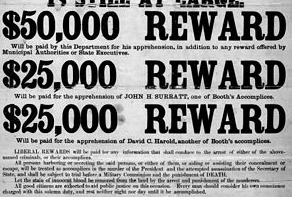 IS STILL AT LARGE.
$50,000 REWARD
Will be paid by this Department for his apprehension, in addition to any reward offered by
Municipal Authorities or State Executives.
$25,000 REWARD
Will be paid for the apprehension of JOHN H. SURRATT, one of Booth's Accomplices.
$25,000 REWARD
Will be paid for the apprehension of David C. Harold, another of Booth's accomplices.
LIBERAL REWARDS will be paid for any information that shall conduce to the arrest of either of the above-
named criminals, or their accomplices.
All persons harboring or secreting the said persons, or either of them, or aiding or assisting their concealment or
escape, will be treated as accomplices in the murder of the President and the attempted assassination of the Secretary of
State, and shall be subject to trial before a Military Commission and the punishment of DEATH.
Let the stain of innocent blood be removed from the land by the arrest and punishment of the murderers.
All good citizens are exhorted to aid public justice on this occasion. Every man should consider his own conscience
charged with this solemn duty, and rest neither night nor day until it be accomplished.